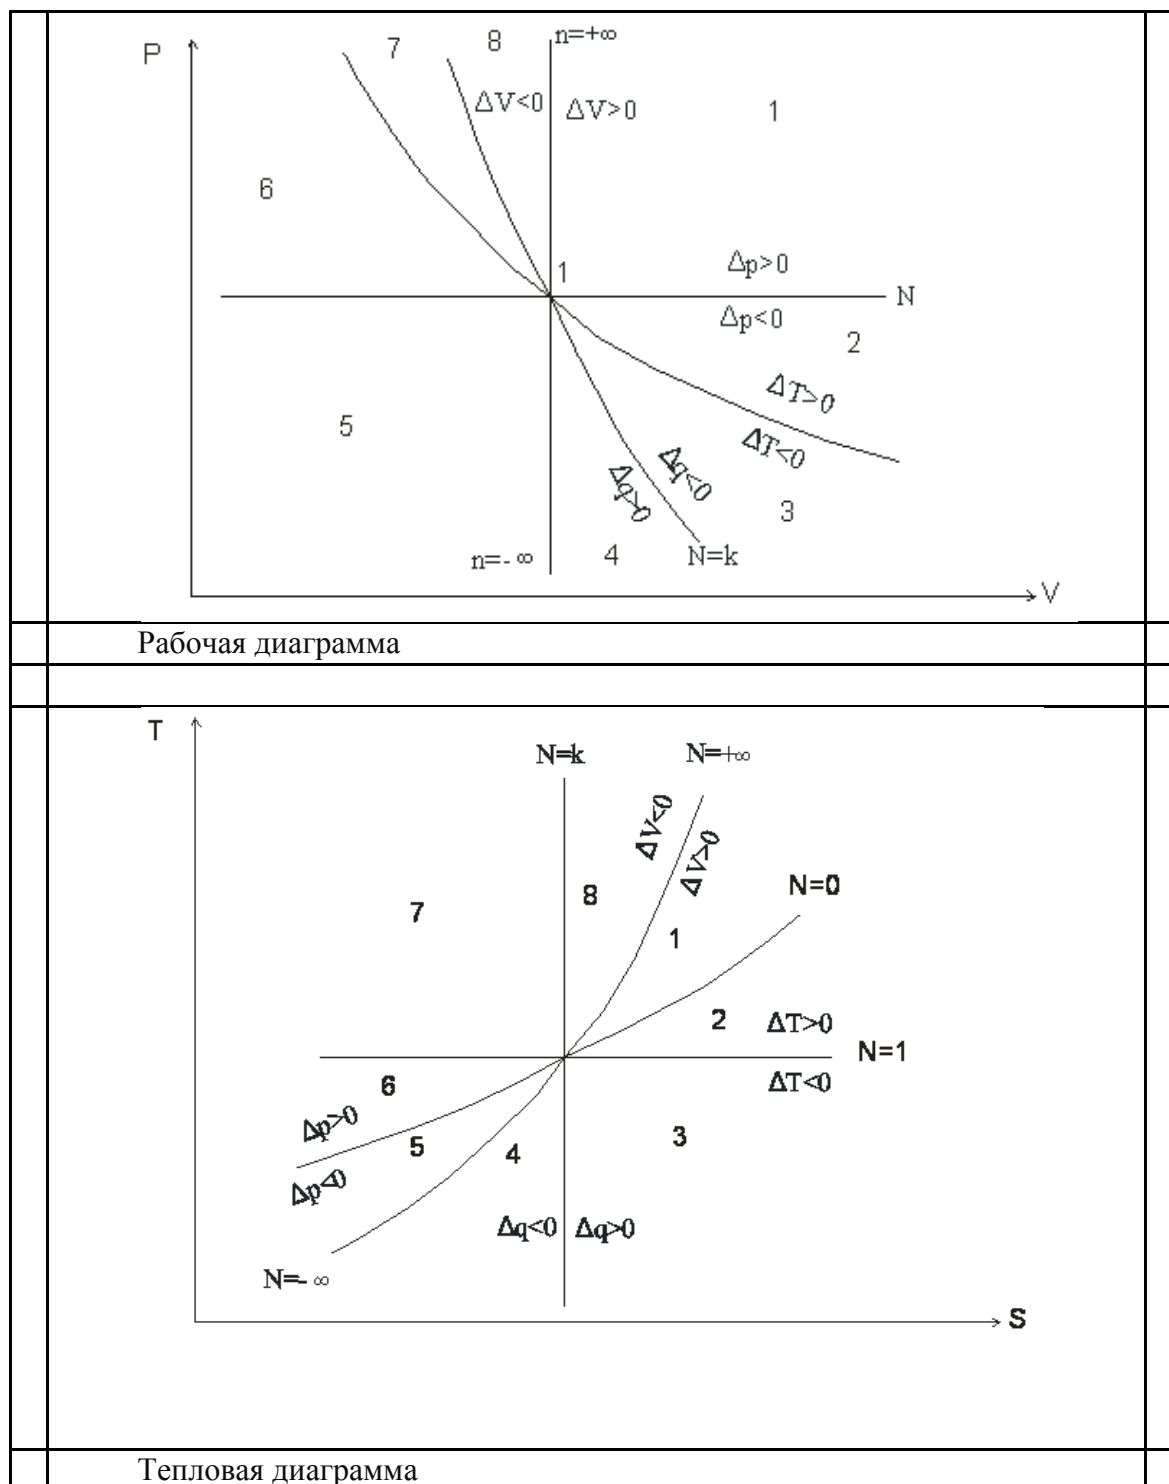 P
7
8
n=+∞
ΔV<0
ΔV>0
1
6
1
Δp>0
N
Δp<0
2
ΔT>0
5
ΔT<0
Δq<0
Δq>0
3
n=-∞
4
N=k
V
Рабочая диаграмма
T
N=k
N=+∞
ΔV<0
ΔV>0
N=0
8
7
1
2
ΔT>0
N=1
6
ΔT<0
Δp>0
5
4
3
Δp<0
Δq<0
Δq>0
N=-∞
S
Тепловая диаграмма